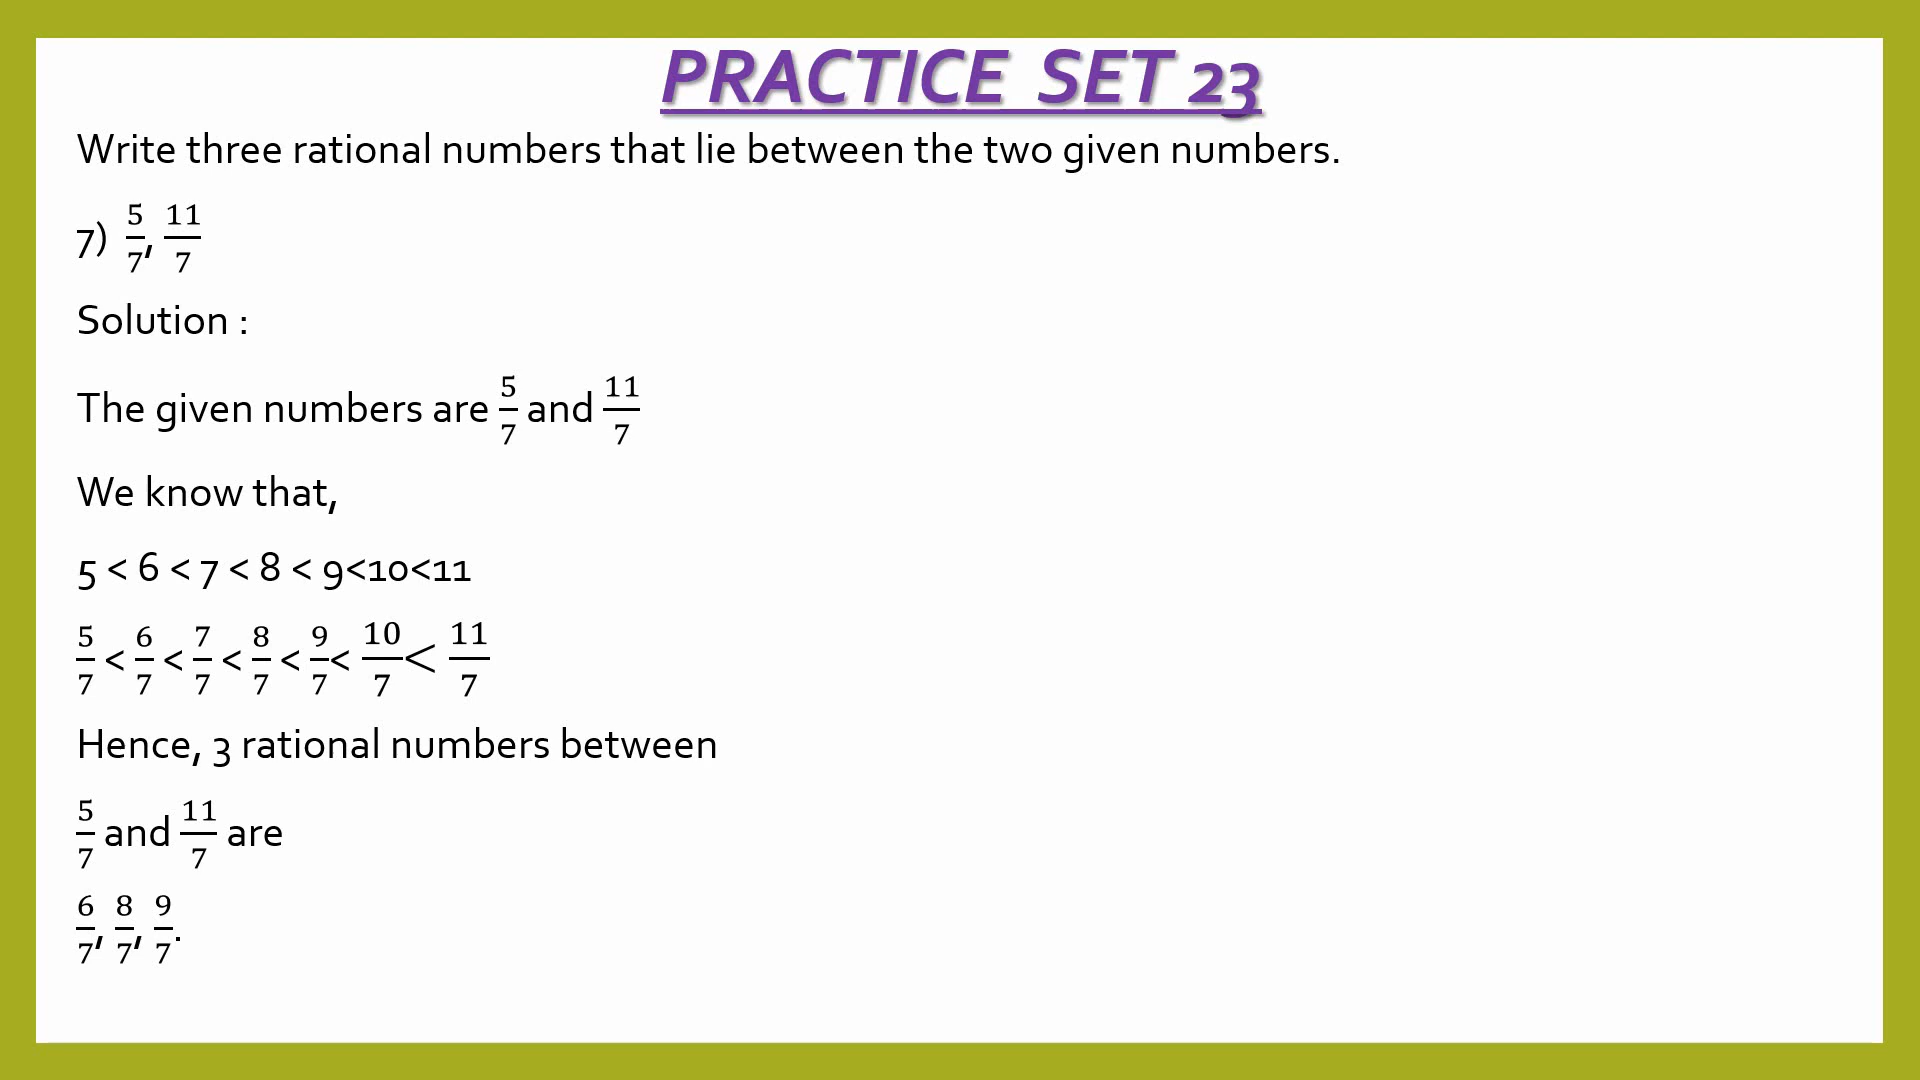 PRACTICE SET 23
Write three rational numbers that lie between the two given numbers.
7) 5/7, 11/7
Solution :
The given numbers are 5/7 and 11/7
We know that,
5 < 6 < 7 < 8 < 9<10<11
5/7 < 6/7 < 7/7 < 8/7 < 9/7< 10/7< 11/7
Hence, 3 rational numbers between
5/7 and 11/7 are
6/7, 8/7, 9/7.